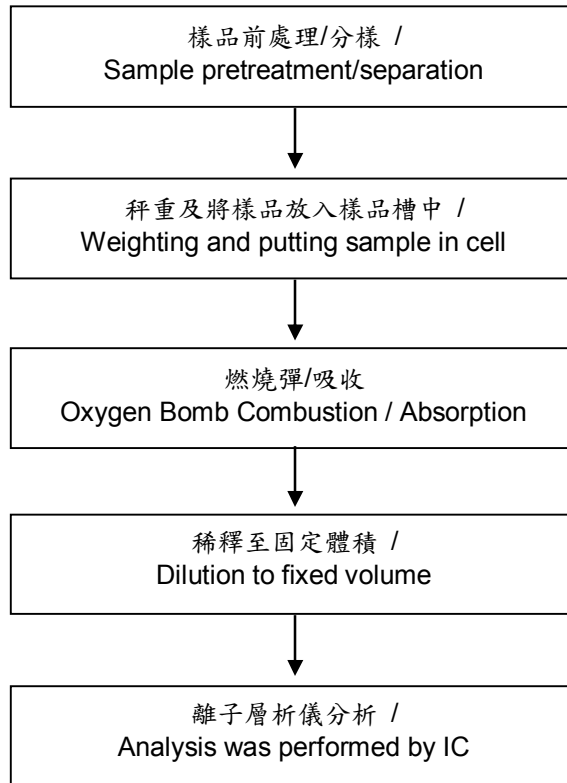 樣品前處理/分樣 /
Sample pretreatment/separation
秤重及將樣品放入樣品槽中 /
Weighting and putting sample in cell
燃燒彈/吸收
Oxygen Bomb Combustion / Absorption
稀釋至固定體積 /
Dilution to fixed volume
離子層析儀分析 /
Analysis was performed by IC